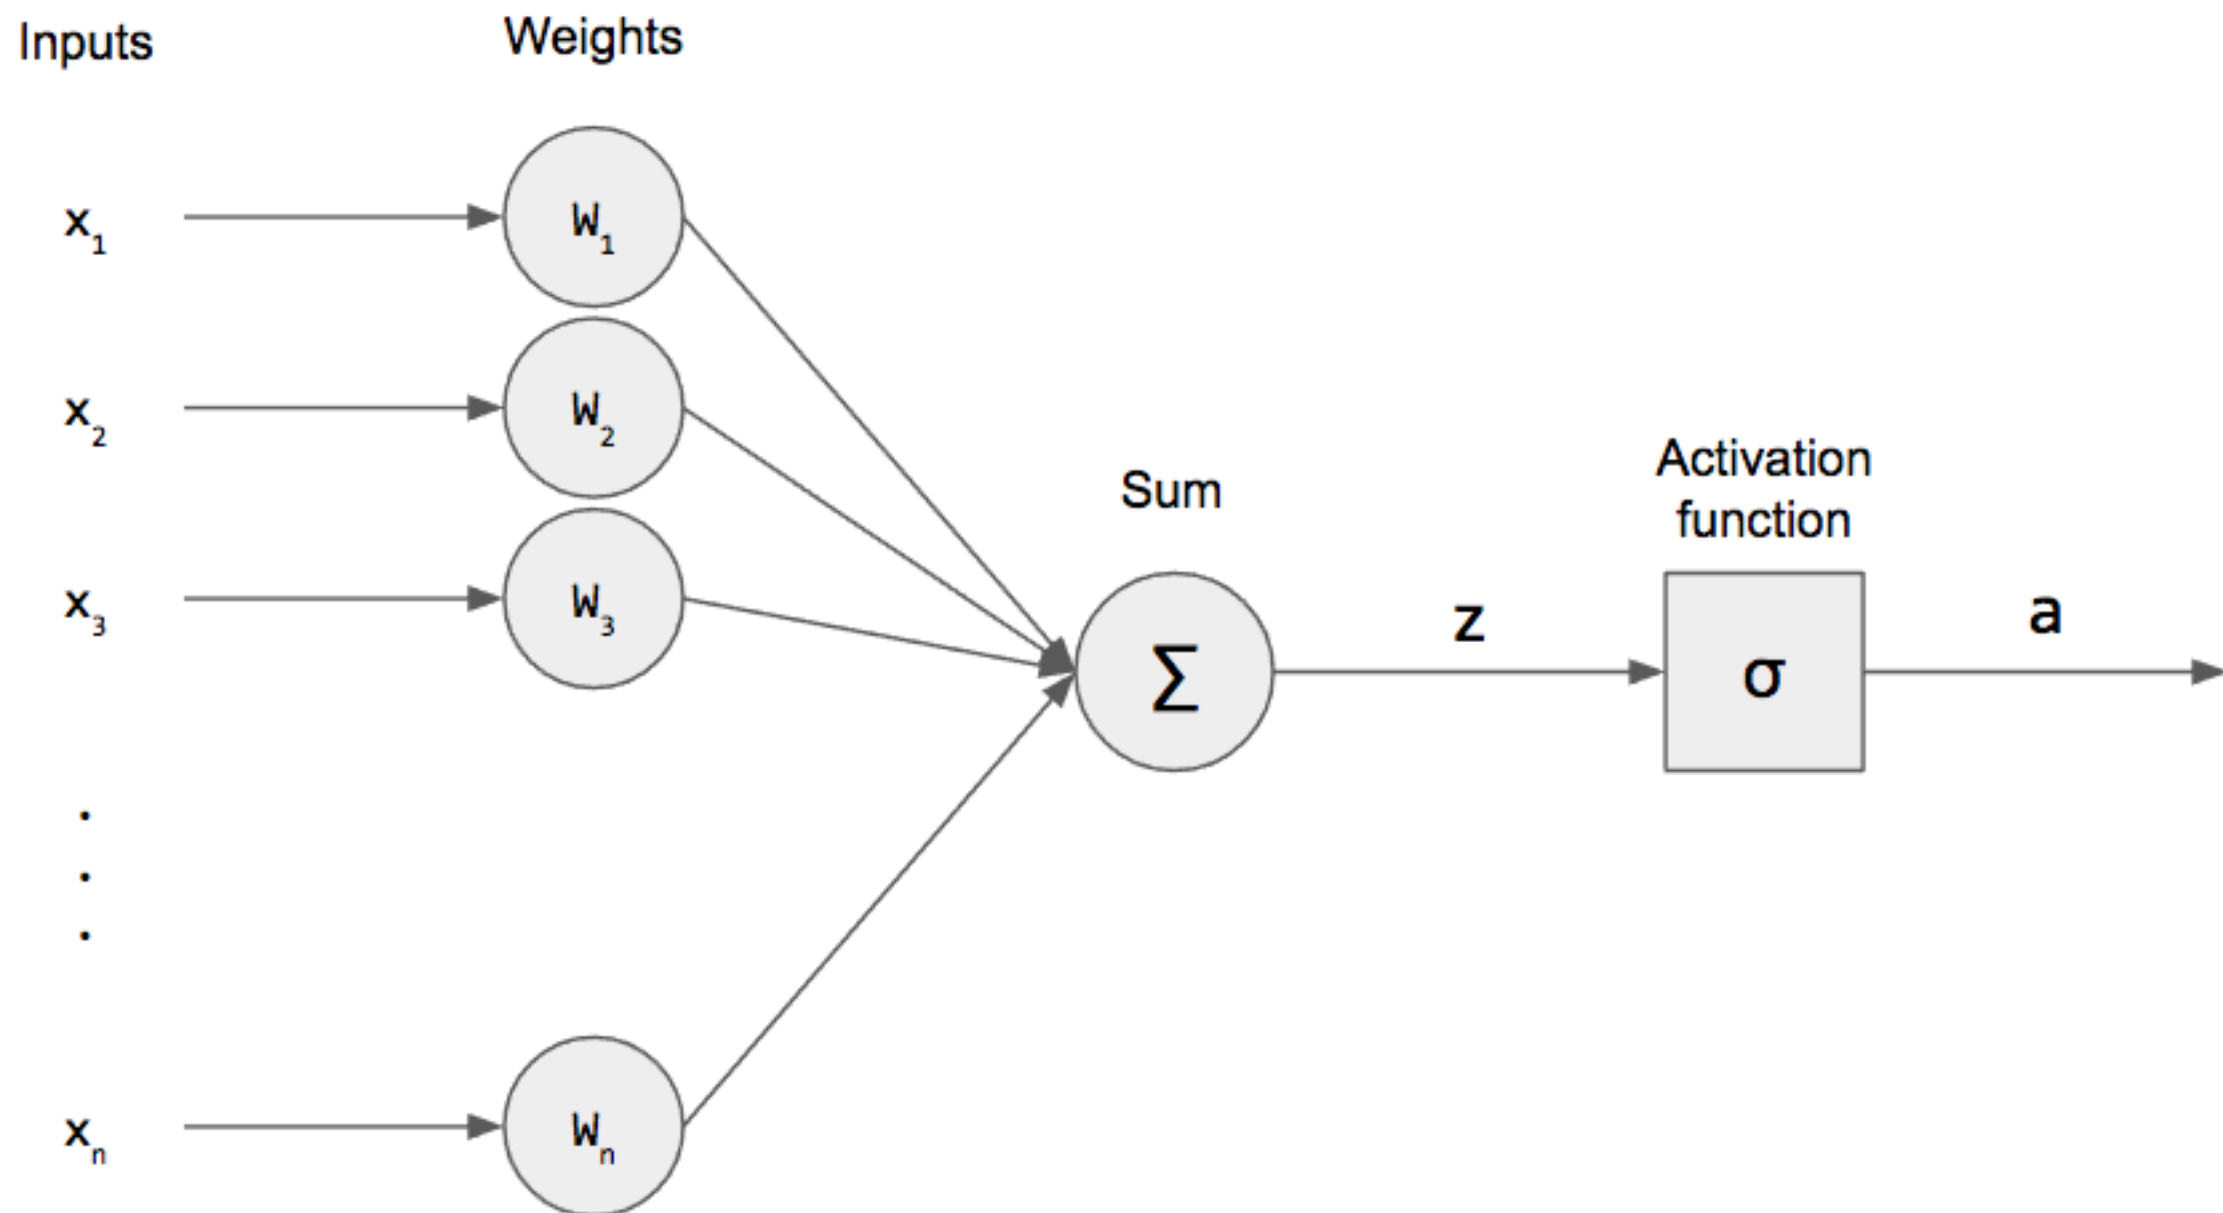 Inputs
Weights
x₁
W₁
x₂
W₂
x₃
W₃
.
.
.
xₙ
Wₙ
Sum
Σ
z
Activation
function
σ
a